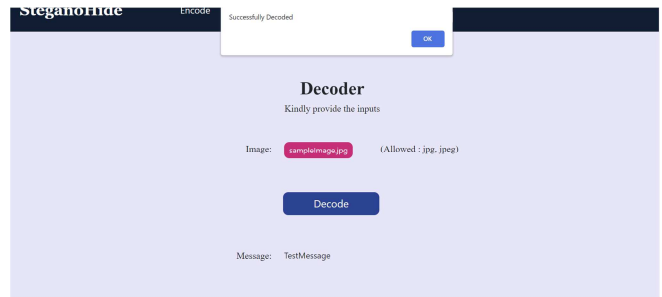 SteganoHide Encode
Successfully Decoded
OK
Decoder
Kindly provide the inputs
Image: sampleimage.jpg (Allowed : jpg, jpeg)
Decode
Message: TestMessage